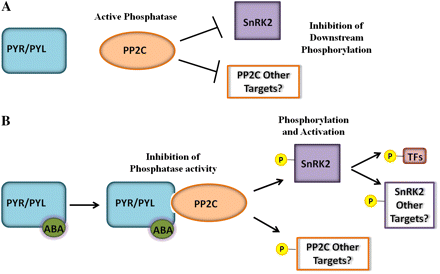 A
Active Phosphatase
PYR/PYL
PP2C
SnRK2
PP2C Other
Targets?
Inhibition of
Downstream
Phosphorylation
B
Inhibition of
Phosphatase activity
Phosphorylation
and Activation
PYR/PYL
ABA
PYR/PYL
ABA
PP2C
P
SnRK2
P
TFs
P
SnRK2
Other
Targets?
P
PP2C Other
Targets?